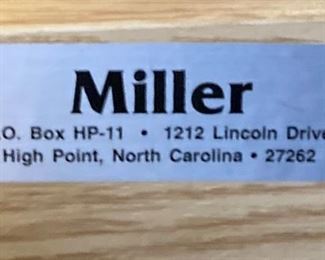 Miller
.O. Box HP-11 • 1212 Lincoln Drive
High Point, North Carolina • 27262